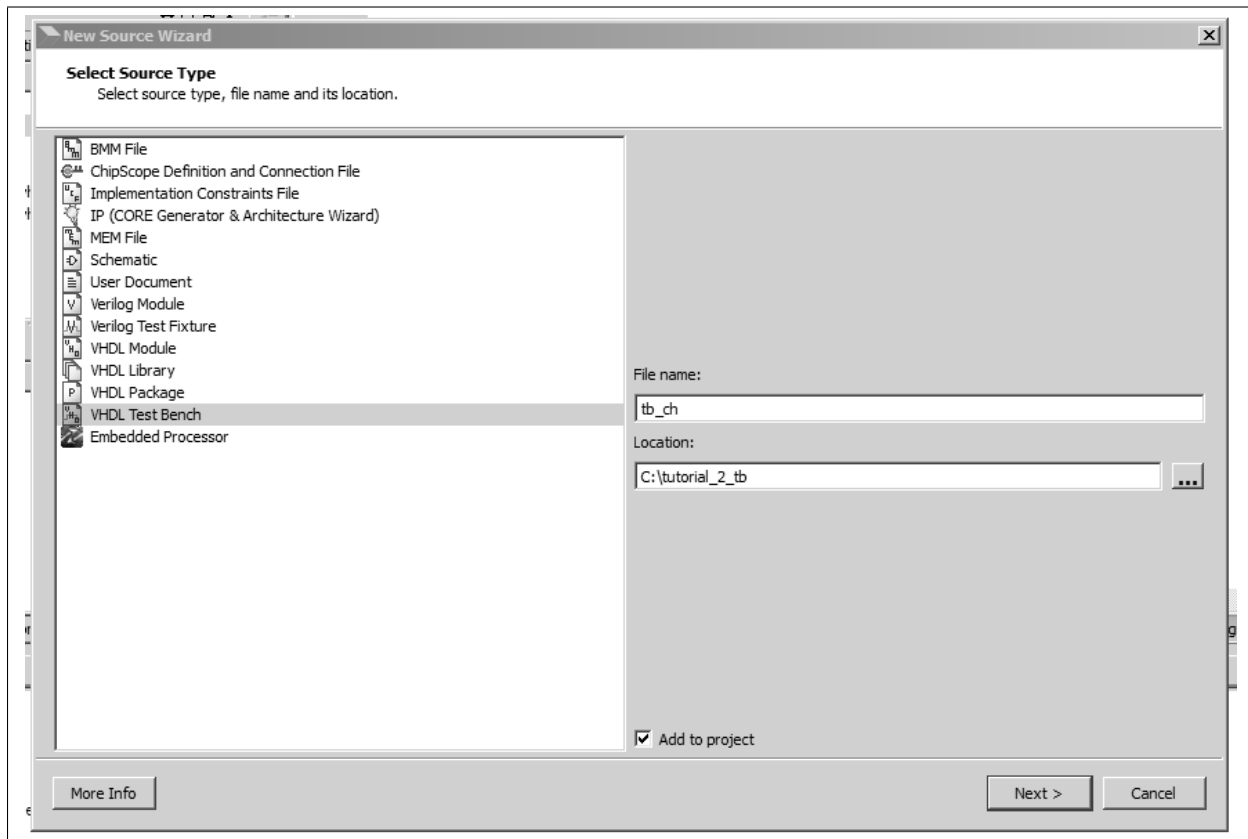 New Source Wizard
Select Source Type
Select source type, file name and its location.
BMM File
ChipScope Definition and Connection File
Implementation Constraints File
IP (CORE Generator & Architecture Wizard)
MEM File
Schematic
User Document
Verilog Module
Verilog Test Fixture
VHDL Module
VHDL Library
VHDL Package
VHDL Test Bench
Embedded Processor
File name:
tb_ch
Location:
C:\tutorial_2_tb
...
Add to project
More Info
Next >
Cancel